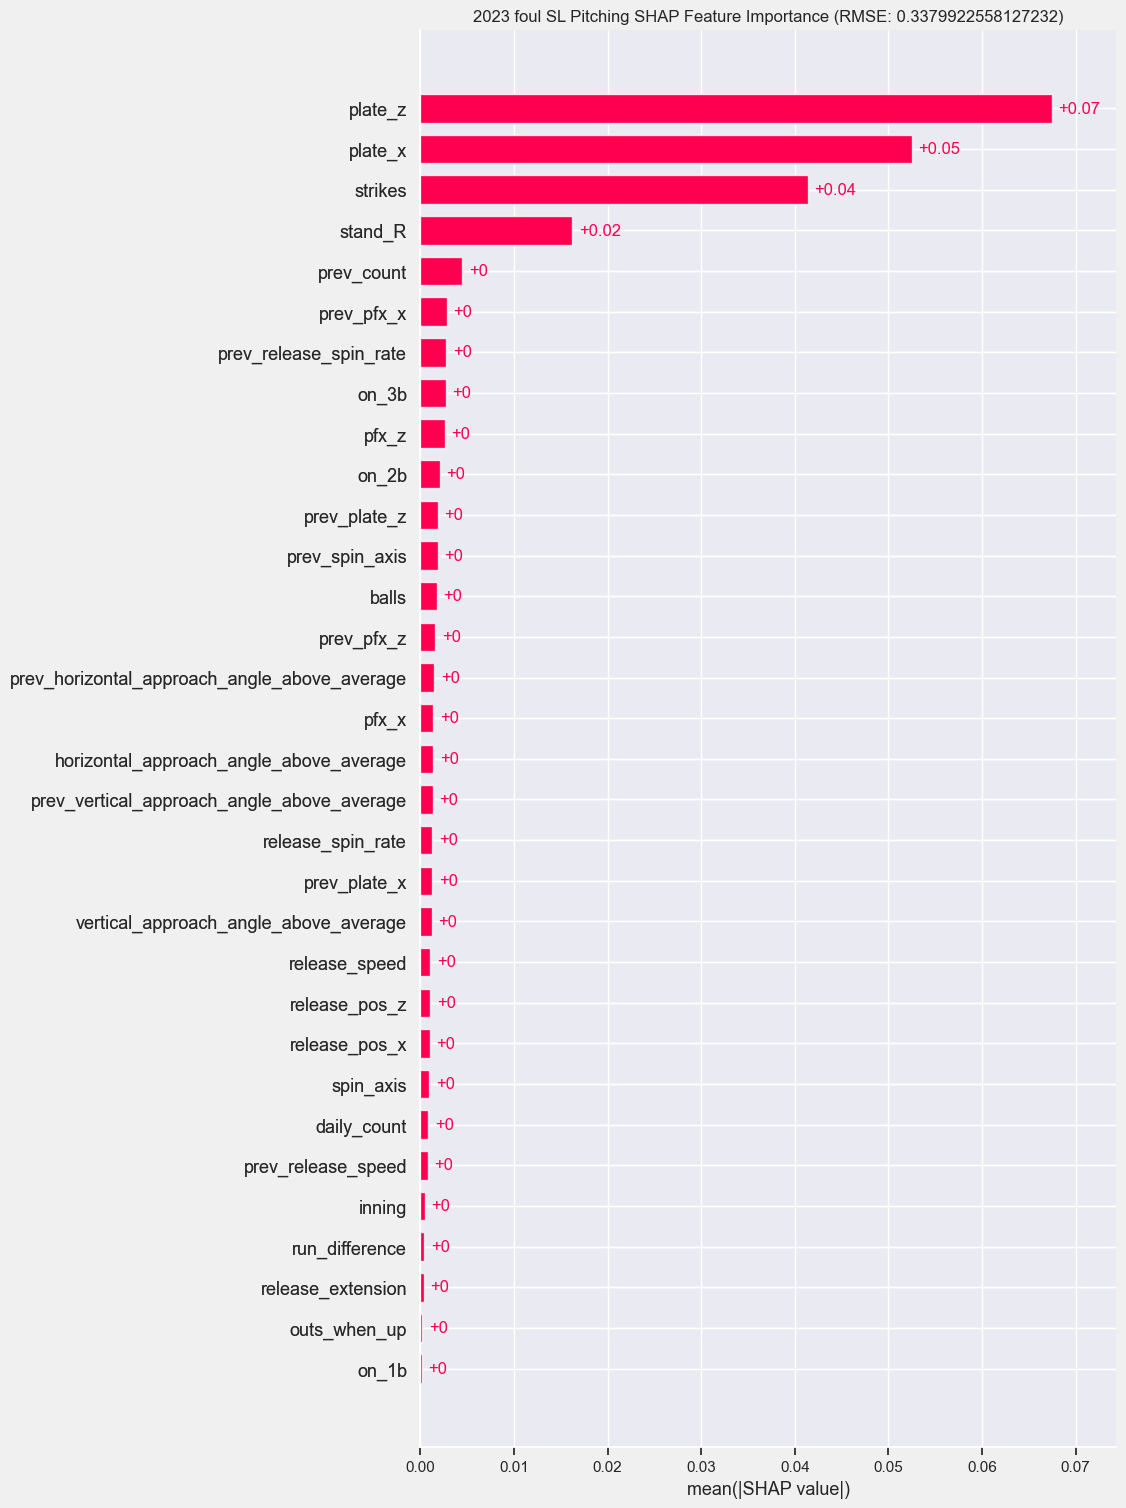 2023 foul SL Pitching SHAP Feature Importance (RMSE: 0.3379922558127232)
plate_z +0.07
plate_x +0.05
strikes +0.04
stand_R +0.02
prev_count +0
prev_pfx_x +0
prev_release_spin_rate +0
on_3b +0
pfx_z +0
on_2b +0
prev_plate_z +0
prev_spin_axis +0
balls +0
prev_pfx_z +0
prev_horizontal_approach_angle_above_average +0
pfx_x +0
horizontal_approach_angle_above_average +0
prev_vertical_approach_angle_above_average +0
release_spin_rate +0
prev_plate_x +0
vertical_approach_angle_above_average +0
release_speed +0
release_pos_z +0
release_pos_x +0
spin_axis +0
daily_count +0
prev_release_speed +0
inning +0
run_difference +0
release_extension +0
outs_when_up +0
on_1b +0
0.00 0.01 0.02 0.03 0.04 0.05 0.06 0.07
mean(|SHAP value|)